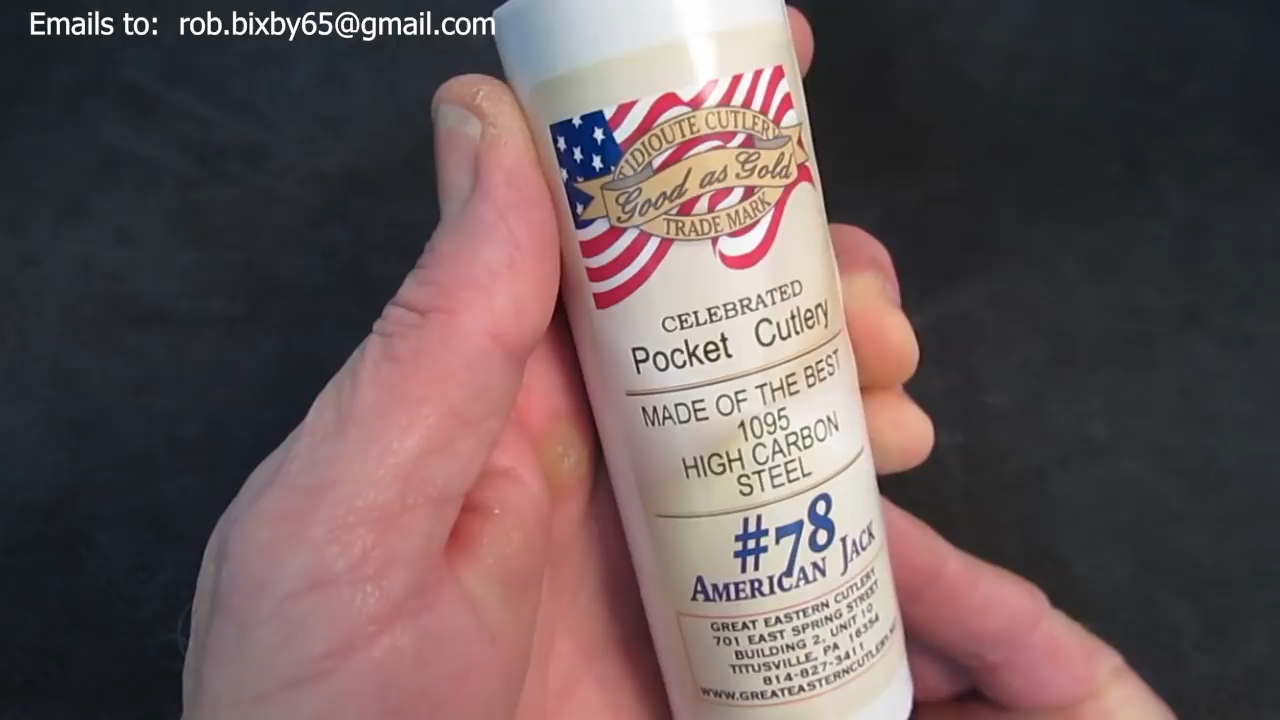 Emails to: rob.bixby65@gmail.com
TIDIOUTE CUTLERY
Good as Gold
TRADE MARK
CELEBRATED
Pocket Cutlery
MADE OF THE BEST
1095
HIGH CARBON
STEEL
#78
AMERICAN JACK
GREAT EASTERN CUTLERY
701 EAST SPRING STREET
BUILDING 2, UNIT 10
TITUSVILLE, PA 16354
814-827-3411
WWW.GREATEASTERNCUTLERY.